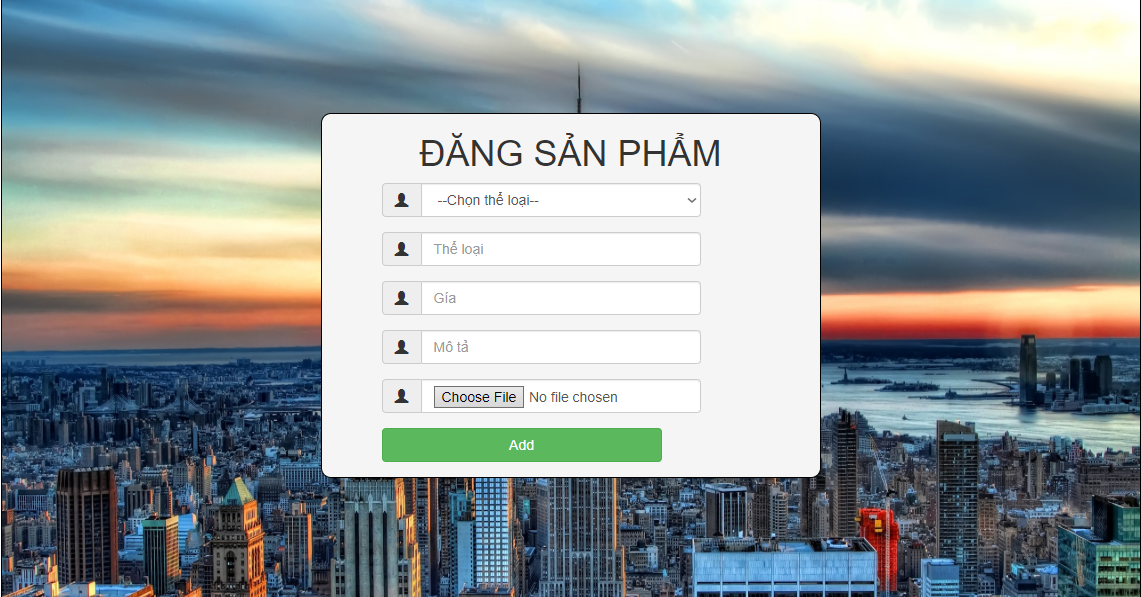 ĐĂNG SẢN PHẨM
--Chọn thể loại--
Thể loại
Gía
Mô tả
Choose File No file chosen
Add